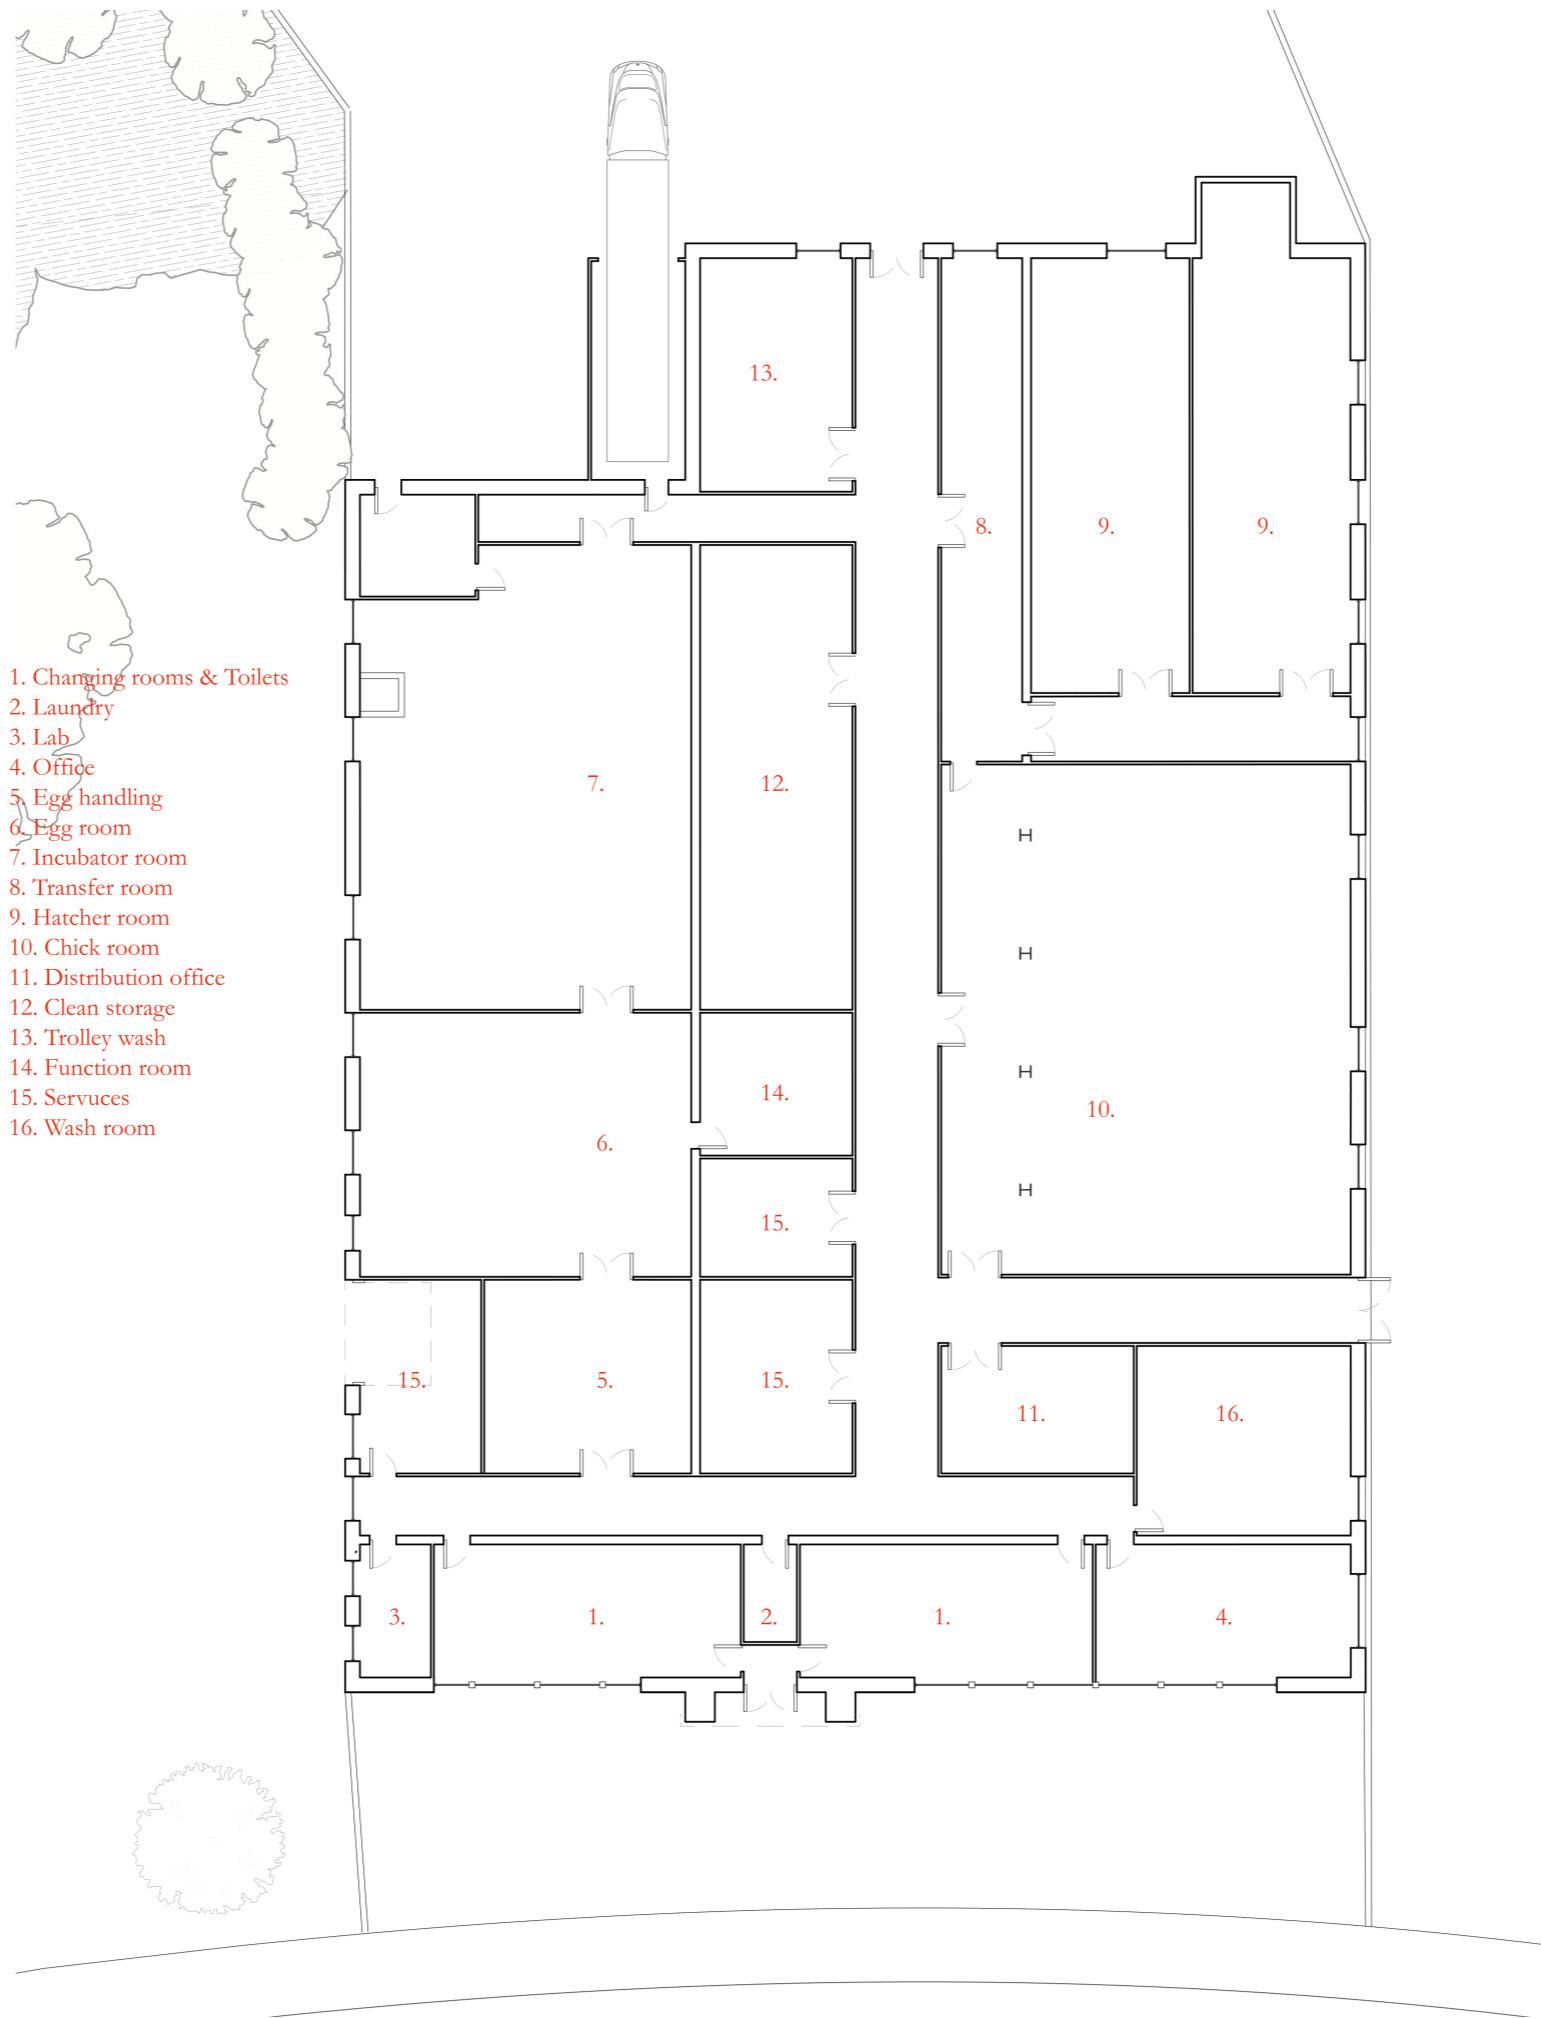 13.
8.
9.
9.
1. Changing rooms & Toilets
2. Laundry
3. Lab
4. Office
5. Egg handling
6. Egg room
7. Incubator room
8. Transfer room
9. Hatcher room
10. Chick room
11. Distribution office
12. Clean storage
13. Trolley wash
14. Function room
15. Servuces
16. Wash room
7.
12.
14.
10.
6.
15.
15.
5.
15.
11.
16.
3.
1.
2.
1.
4.